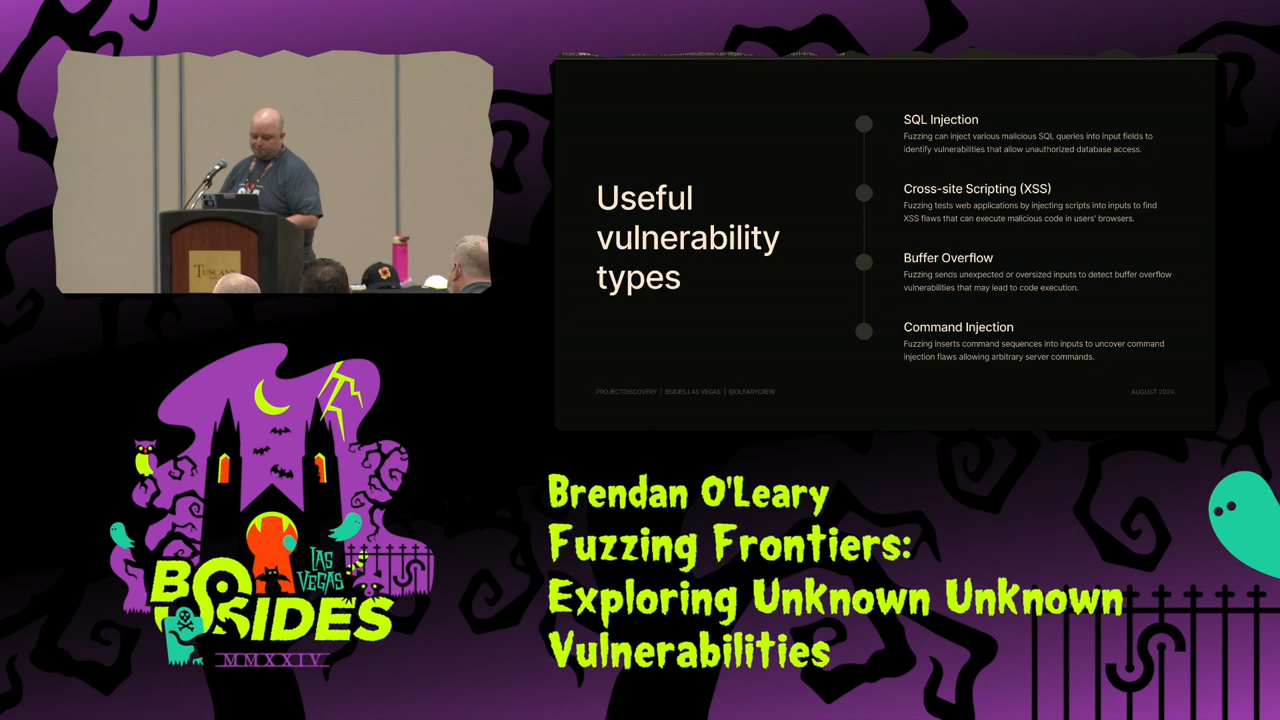 Useful
vulnerability
types
SQL Injection
Fuzzing can inject various malicious SQL queries into input fields to
identify vulnerabilities that allow unauthorized database access.
Cross-site Scripting (XSS)
Fuzzing tests web applications by injecting scripts into inputs to find
XSS flaws that can execute malicious code in users' browsers.
Buffer Overflow
Fuzzing sends unexpected or oversized inputs to detect buffer overflow
vulnerabilities that may lead to code execution.
Command Injection
Fuzzing inserts command sequences into inputs to uncover command
injection flaws allowing arbitrary server commands.
PROJECTDISCOVERY | BSIDES LAS VEGAS | @OLEARYCREW
AUGUST 2024
TUSCANY
LAS
VEGAS
BSIDES
MMXXIV
Brendan O'Leary
Fuzzing Frontiers:
Exploring Unknown Unknown
Vulnerabilities